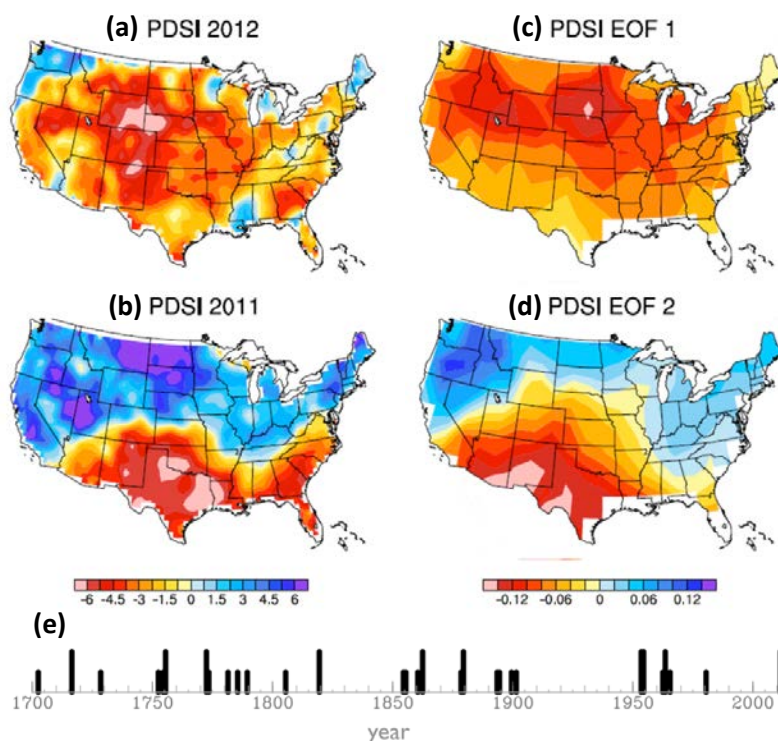 (a) PDSI 2012
(c) PDSI EOF 1
(b) PDSI 2011
(d) PDSI EOF 2
-6 -4.5 -3 -1.5 0 1.5 3 4.5 6
-0.12 -0.06 0 0.06 0.12
(e)
1700 1750 1800 1850 1900 1950 2000
year